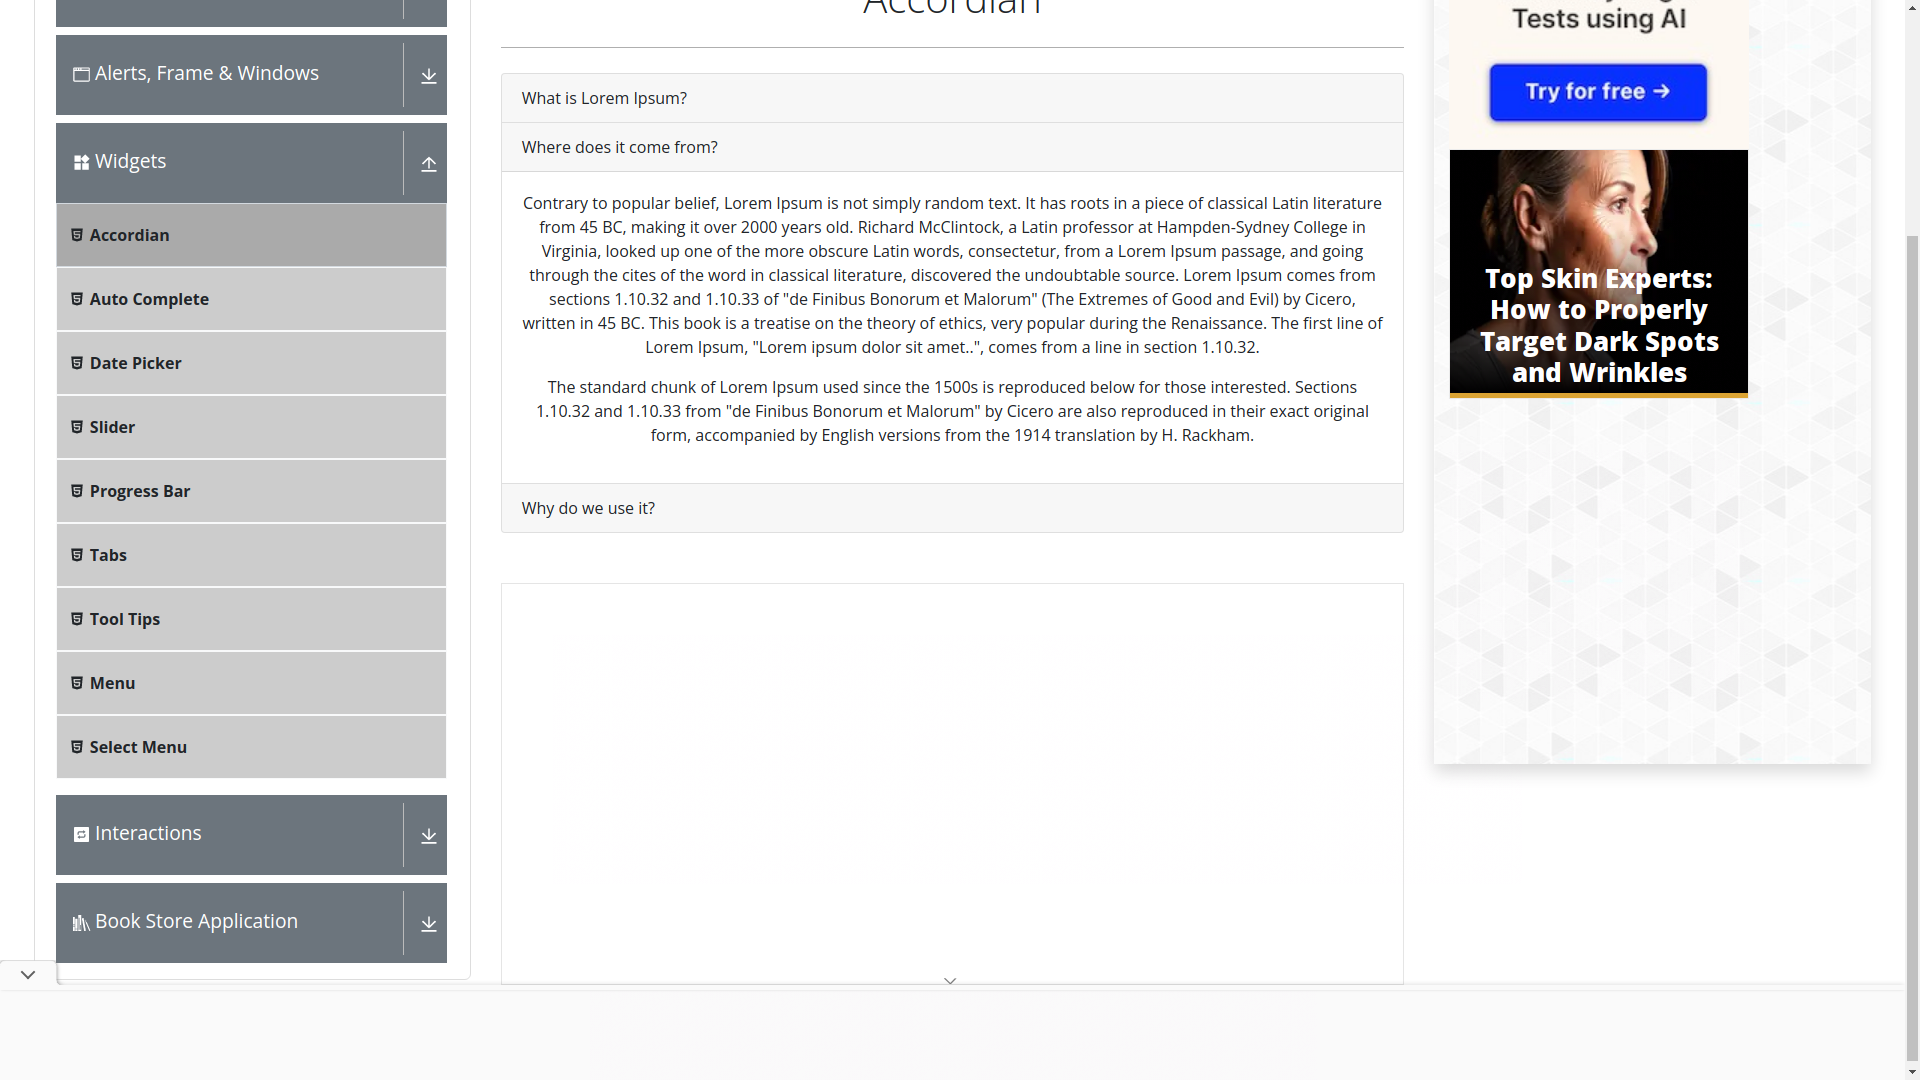 Alerts, Frame & Windows
Widgets
Accordian
Auto Complete
Date Picker
Slider
Progress Bar
Tabs
Tool Tips
Menu
Select Menu
Interactions
Book Store Application
Accordian
What is Lorem Ipsum?
Where does it come from?
Contrary to popular belief, Lorem Ipsum is not simply random text. It has roots in a piece of classical Latin literature
from 45 BC, making it over 2000 years old. Richard McClintock, a Latin professor at Hampden-Sydney College in
Virginia, looked up one of the more obscure Latin words, consectetur, from a Lorem Ipsum passage, and going
through the cites of the word in classical literature, discovered the undoubtable source. Lorem Ipsum comes from
sections 1.10.32 and 1.10.33 of "de Finibus Bonorum et Malorum" (The Extremes of Good and Evil) by Cicero,
written in 45 BC. This book is a treatise on the theory of ethics, very popular during the Renaissance. The first line of
Lorem Ipsum, "Lorem ipsum dolor sit amet..", comes from a line in section 1.10.32.
The standard chunk of Lorem Ipsum used since the 1500s is reproduced below for those interested. Sections
1.10.32 and 1.10.33 from "de Finibus Bonorum et Malorum" by Cicero are also reproduced in their exact original
form, accompanied by English versions from the 1914 translation by H. Rackham.
Why do we use it?
Tests using AI
Try for free →
Top Skin Experts:
How to Properly
Target Dark Spots
and Wrinkles